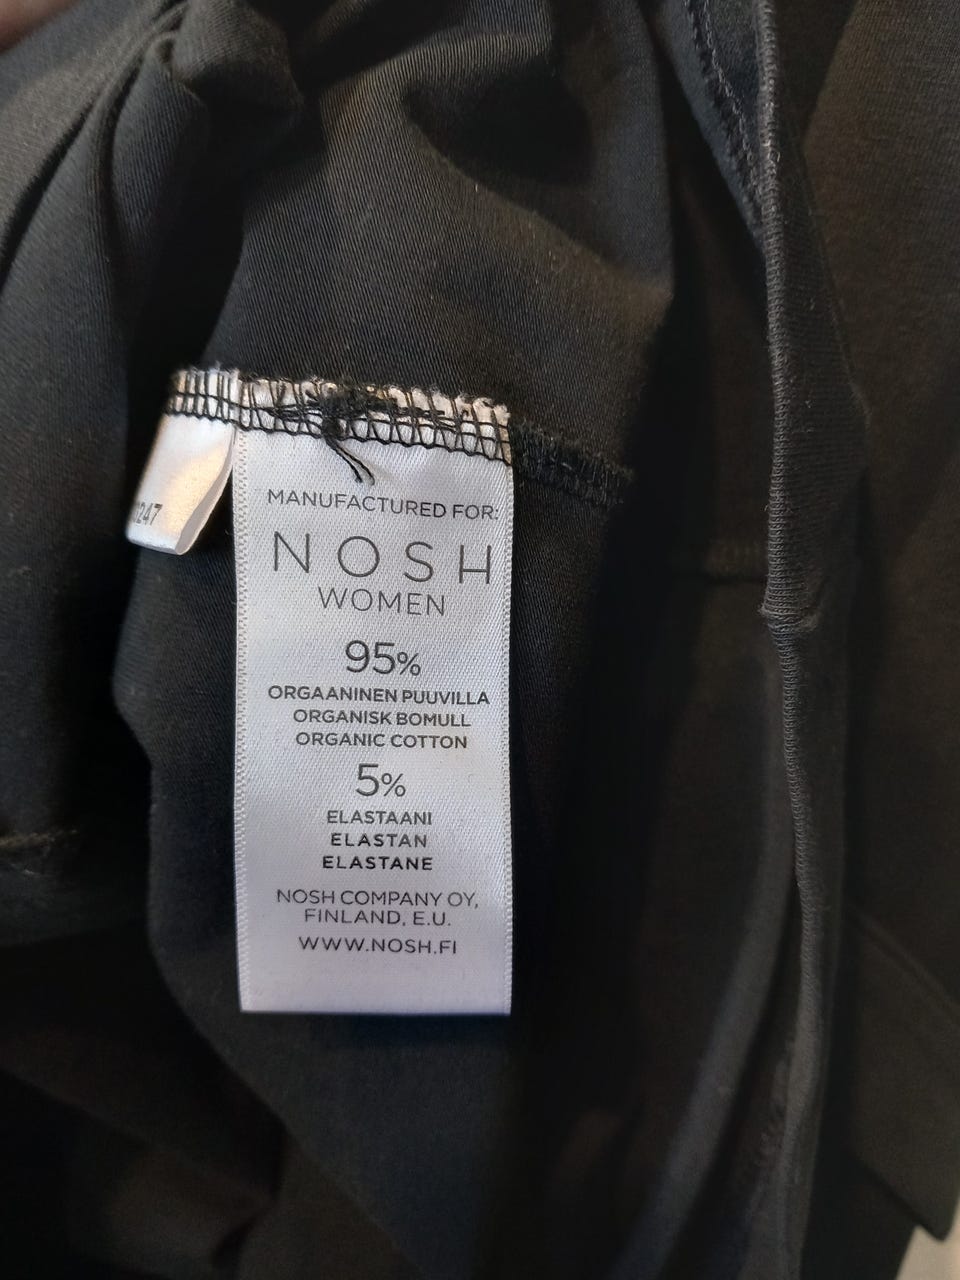 247
MANUFACTURED FOR:
NOSH
WOMEN
95%
ORGAANINEN PUUVILLA
ORGANISK BOMULL
ORGANIC COTTON
5%
ELASTAANI
ELASTAN
ELASTANE
NOSH COMPANY OY,
FINLAND, E.U.
WWW.NOSH.FI